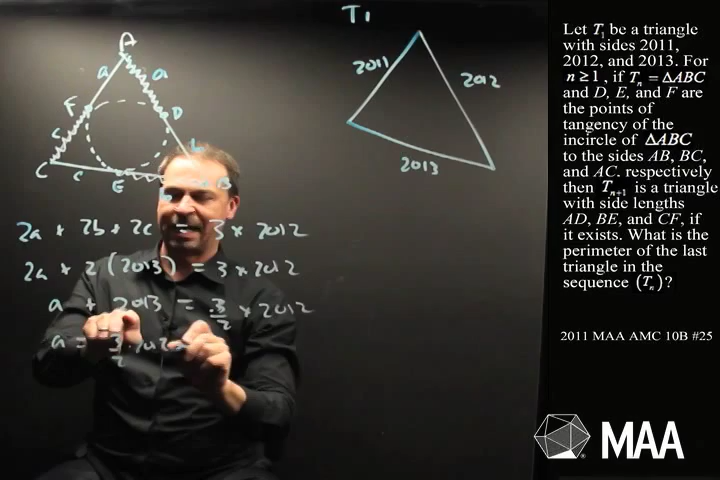 T1
2011
2012
2013
A
a
a
F
D
C
c
E
B
2a + 2b + 2c = 3 * 2012
2a + 2 (2013) = 3 * 2012
a + 2013 = 3/2 * 2012
a = 3/2
Let T1 be a triangle
with sides 2011,
2012, and 2013. For
n ≥ 1, if Tn = ΔABC
and D, E, and F are
the points of
tangency of the
incircle of ΔABC
to the sides AB, BC,
and AC. respectively
then Tn+1 is a triangle
with side lengths
AD, BE, and CF, if
it exists. What is the
perimeter of the last
triangle in the
sequence (Tn)?
2011 MAA AMC 10B #25
MAA